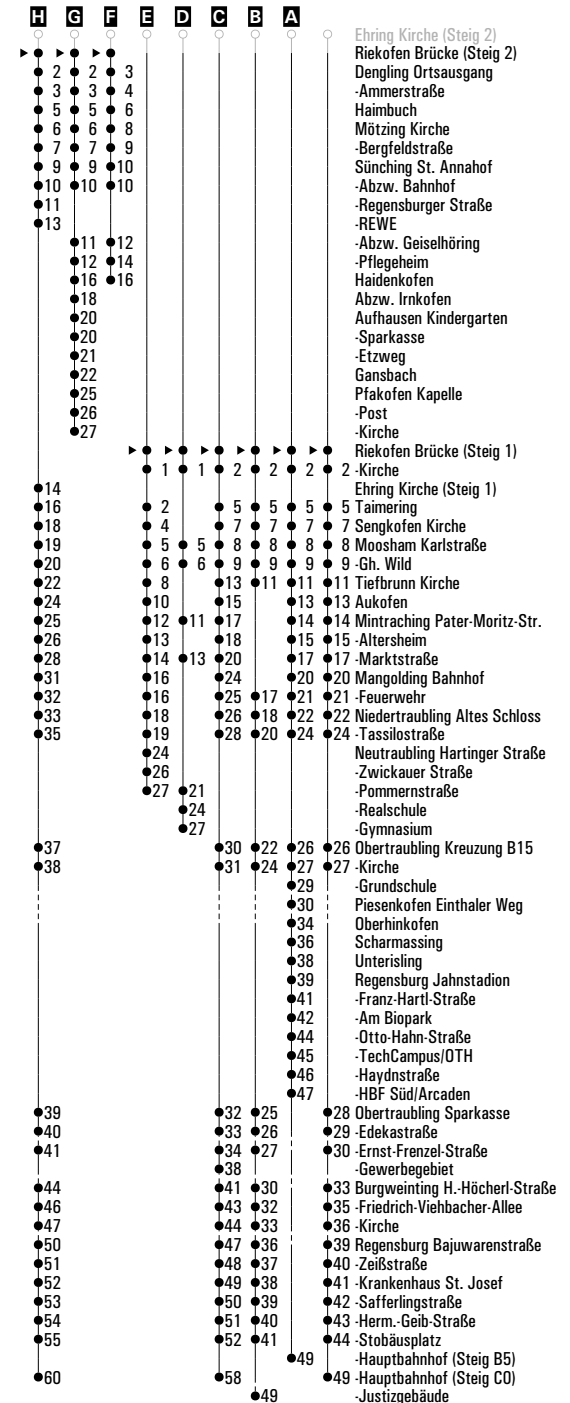 H G F E D C B A
Ehring Kirche (Steig 2)
Riekofen Brücke (Steig 2)
2 2 3 Dengling Ortsausgang
3 3 4 -Ammerstraße
5 5 6 Haimbuch
6 6 8 Mötzing Kirche
7 7 9 -Bergfeldstraße
9 9 10 Sünching St. Annahof
10 10 10 -Abzw. Bahnhof
11 -Regensburger Straße
13 -REWE
11 12 -Abzw. Geiselhöring
12 14 -Pflegeheim
16 16 Haidenkofen
18 Abzw. Irnkofen
20 Aufhausen Kindergarten
20 -Sparkasse
21 -Etzweg
22 Gansbach
25 Pfakofen Kapelle
26 -Post
27 -Kirche
Riekofen Brücke (Steig 1)
1 1 2 2 2 2 -Kirche
14 Ehring Kirche (Steig 1)
16 2 5 5 5 5 Taimering
18 4 7 7 7 7 Sengkofen Kirche
19 5 5 8 8 8 8 Moosham Karlstraße
20 6 6 9 9 9 9 -Gh. Wild
22 8 13 11 11 11 Tiefbrunn Kirche
24 10 15 13 13 Aukofen
25 12 11 17 14 14 Mintraching Pater-Moritz-Str.
26 13 18 15 15 -Altersheim
28 14 13 20 17 17 -Marktstraße
31 16 24 20 20 Mangolding Bahnhof
32 16 25 17 21 21 -Feuerwehr
33 18 26 18 22 22 Niedertraubling Altes Schloss
35 19 28 20 24 24 -Tassilostraße
24 Neutraubling Hartinger Straße
26 -Zwickauer Straße
27 21 -Pommernstraße
24 -Realschule
27 -Gymnasium
37 30 22 26 26 Obertraubling Kreuzung B15
38 31 24 27 27 -Kirche
29 -Grundschule
30 Piesenkofen Einthaler Weg
34 Oberhinkofen
36 Scharmassing
38 Unterisling
39 Regensburg Jahnstadion
41 -Franz-Hartl-Straße
42 -Am Biopark
44 -Otto-Hahn-Straße
45 -TechCampus/OTH
46 -Haydnstraße
47 -HBF Süd/Arcaden
39 32 25 28 Obertraubling Sparkasse
40 33 26 29 -Edekastraße
41 34 27 30 -Ernst-Frenzel-Straße
38 -Gewerbegebiet
44 41 30 33 Burgweinting H.-Höcherl-Straße
46 43 32 35 -Friedrich-Viehbacher-Allee
47 44 33 36 -Kirche
50 47 36 39 Regensburg Bajuwarenstraße
51 48 37 40 -Zeißstraße
52 49 38 41 -Krankenhaus St. Josef
53 50 39 42 -Safferlingstraße
54 51 40 43 -Herm.-Geib-Straße
55 52 41 44 -Stobäusplatz
49 -Hauptbahnhof (Steig B5)
60 58 49 -Hauptbahnhof (Steig C0)
49 -Justizgebäude